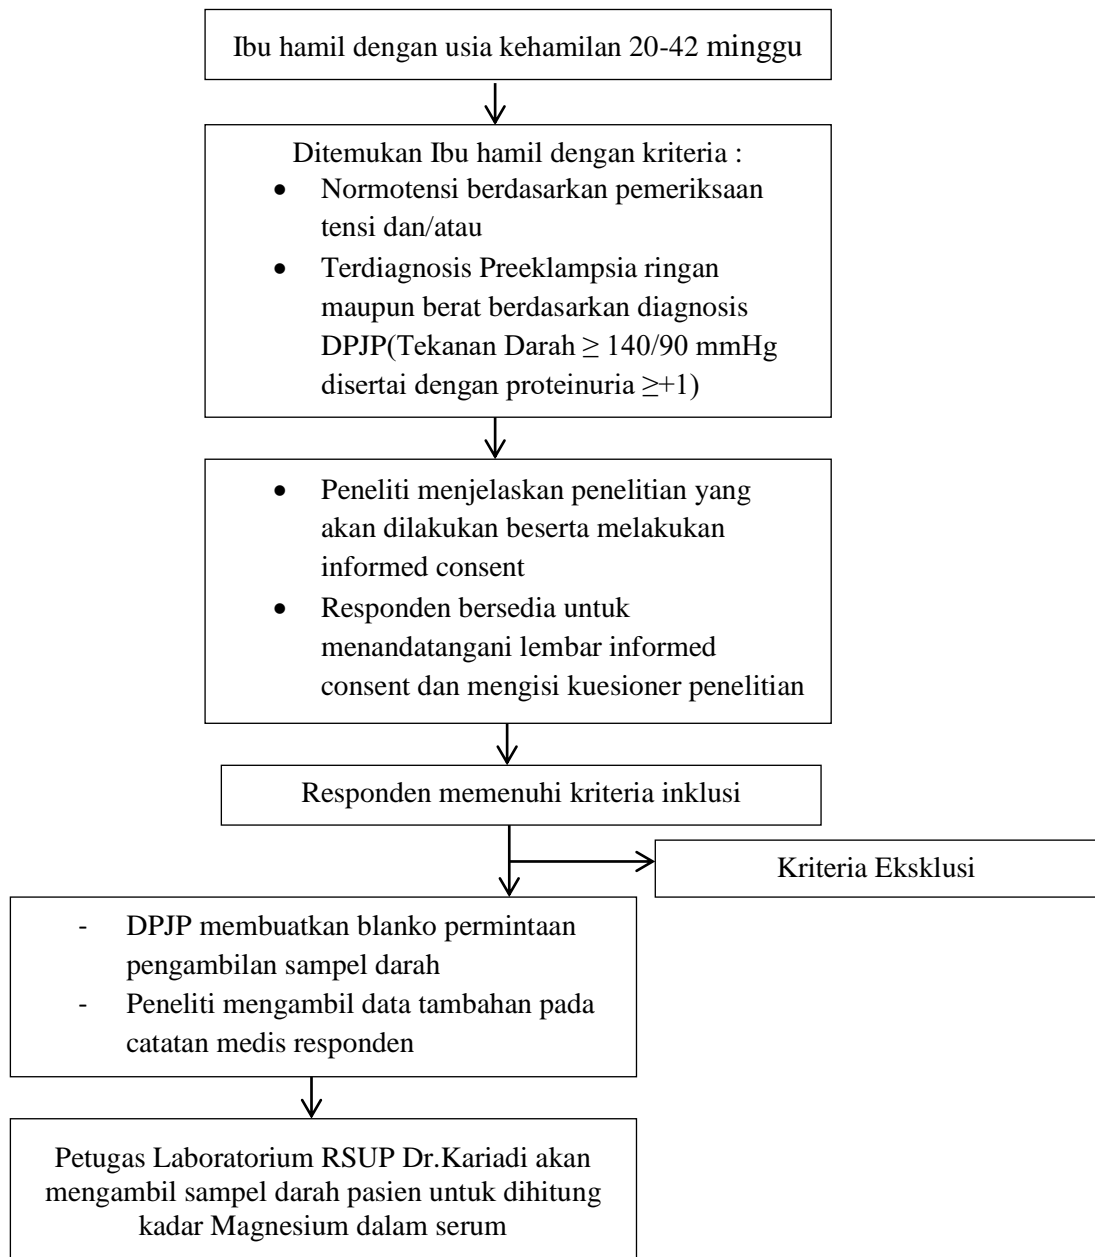 Ibu hamil dengan usia kehamilan 20-42 minggu
Ditemukan Ibu hamil dengan kriteria :
• Normotensi berdasarkan pemeriksaan
tensi dan/atau
• Terdiagnosis Preeklampsia ringan
maupun berat berdasarkan diagnosis
DPJP(Tekanan Darah ≥ 140/90 mmHg
disertai dengan proteinuria ≥+1)
• Peneliti menjelaskan penelitian yang
akan dilakukan beserta melakukan
informed consent
• Responden bersedia untuk
menandatangani lembar informed
consent dan mengisi kuesioner penelitian
Responden memenuhi kriteria inklusi
Kriteria Eksklusi
- DPJP membuatkan blanko permintaan
pengambilan sampel darah
- Peneliti mengambil data tambahan pada
catatan medis responden
Petugas Laboratorium RSUP Dr.Kariadi akan
mengambil sampel darah pasien untuk dihitung
kadar Magnesium dalam serum